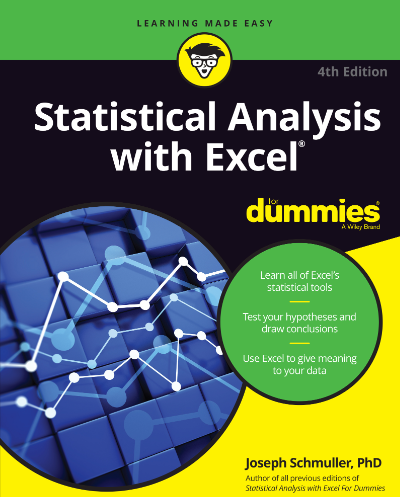 LEARNING MADE EASY
4th Edition
Statistical Analysis
with Excel®
for
dummies®
A Wiley Brand
Learn all of Excel's
statistical tools
Test your hypotheses and
draw conclusions
Use Excel to give meaning
to your data
Joseph Schmuller, PhD
Author of all previous editions of
Statistical Analysis with Excel For Dummies